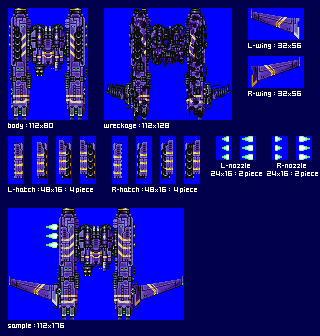 L-wing : 32x56
R-wing : 32x56
body : 112x80
wreckage : 112x128
L-nozzle
24x16 : 2piece
R-nozzle
24x16 : 2piece
L-hatch : 48x16 : 4piece
R-hatch : 48x16 : 4piece
sample : 112x176